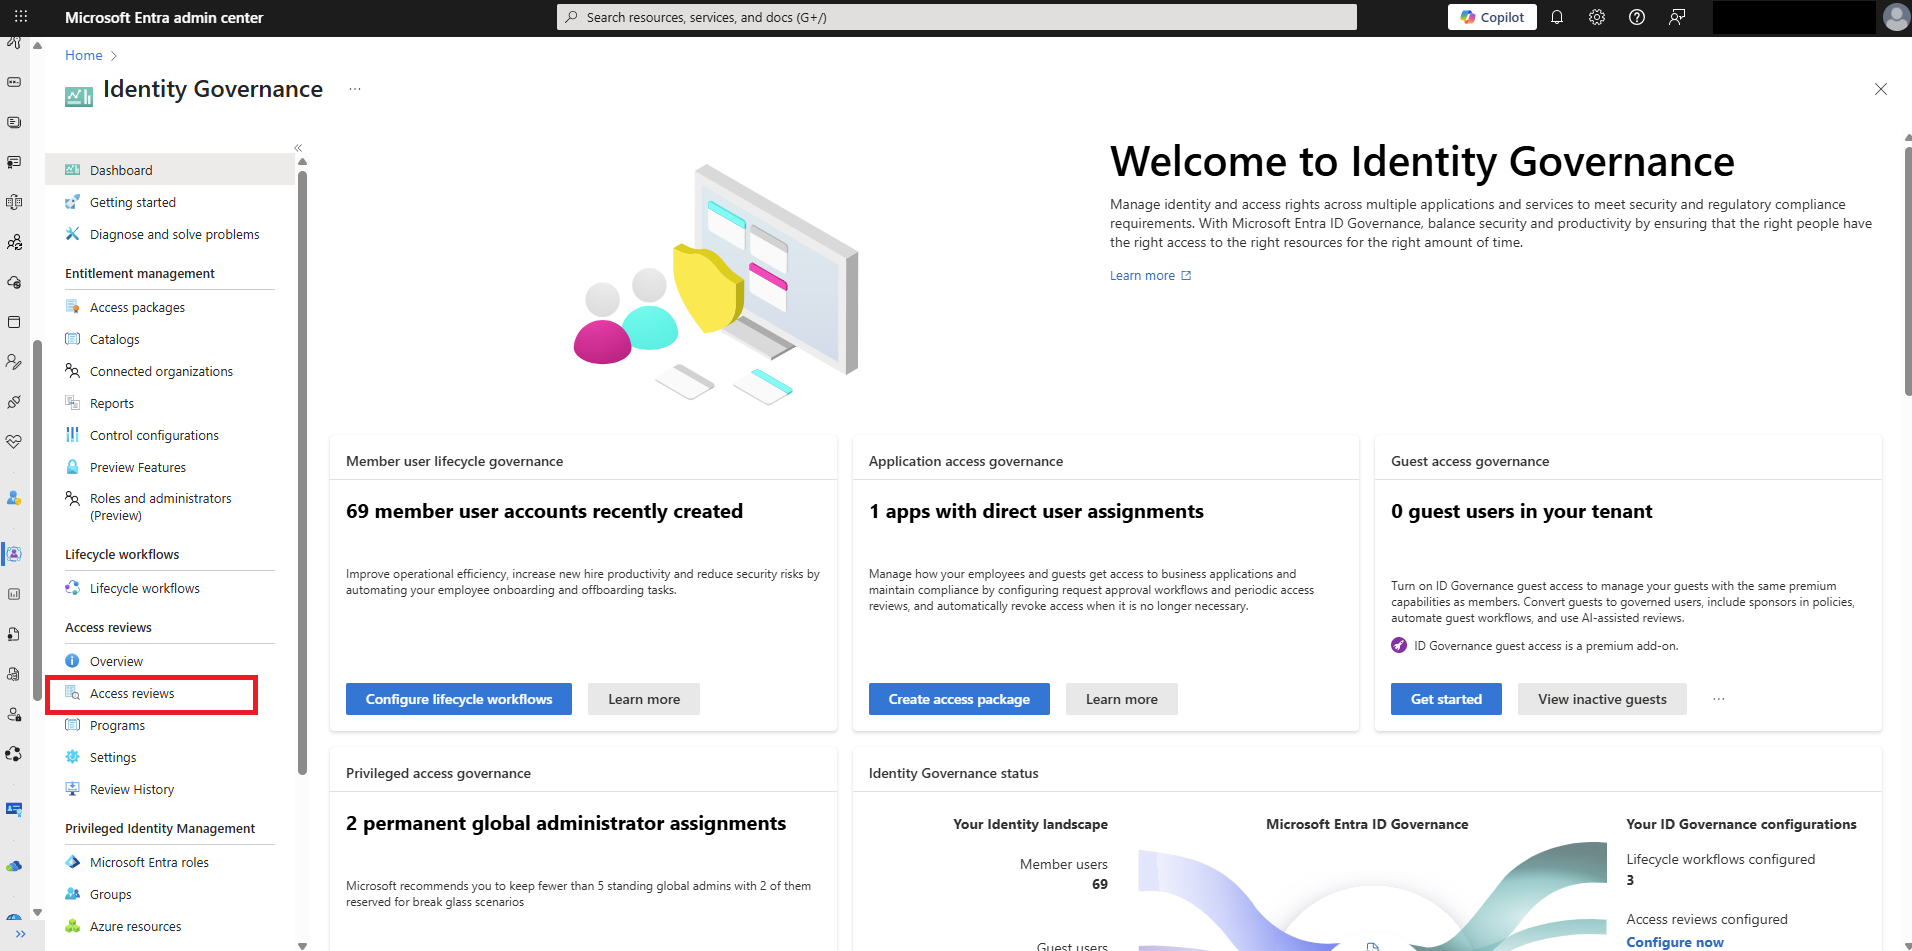 Microsoft Entra admin center
Search resources, services, and docs (G+/)
Copilot
Home
Identity Governance
Dashboard
Getting started
Diagnose and solve problems
Entitlement management
Access packages
Catalogs
Connected organizations
Reports
Control configurations
Preview Features
Roles and administrators
(Preview)
Lifecycle workflows
Lifecycle workflows
Access reviews
Overview
Access reviews
Programs
Settings
Review History
Privileged Identity Management
Microsoft Entra roles
Groups
Azure resources
Welcome to Identity Governance
Manage identity and access rights across multiple applications and services to meet security and regulatory compliance
requirements. With Microsoft Entra ID Governance, balance security and productivity by ensuring that the right people have
the right access to the right resources for the right amount of time.
Learn more
Member user lifecycle governance
69 member user accounts recently created
Improve operational efficiency, increase new hire productivity and reduce security risks by
automating your employee onboarding and offboarding tasks.
Configure lifecycle workflows
Learn more
Application access governance
1 apps with direct user assignments
Manage how your employees and guests get access to business applications and
maintain compliance by configuring request approval workflows and periodic access
reviews, and automatically revoke access when it is no longer necessary.
Create access package
Learn more
Guest access governance
0 guest users in your tenant
Turn on ID Governance guest access to manage your guests with the same premium
capabilities as members. Convert guests to governed users, include sponsors in policies,
automate guest workflows, and use AI-assisted reviews.
ID Governance guest access is a premium add-on.
Get started
View inactive guests
Privileged access governance
2 permanent global administrator assignments
Microsoft recommends you to keep fewer than 5 standing global admins with 2 of them
reserved for break glass scenarios
Identity Governance status
Your Identity landscape
Member users
69
Guest users
Microsoft Entra ID Governance
Your ID Governance configurations
Lifecycle workflows configured
3
Access reviews configured
Configure now